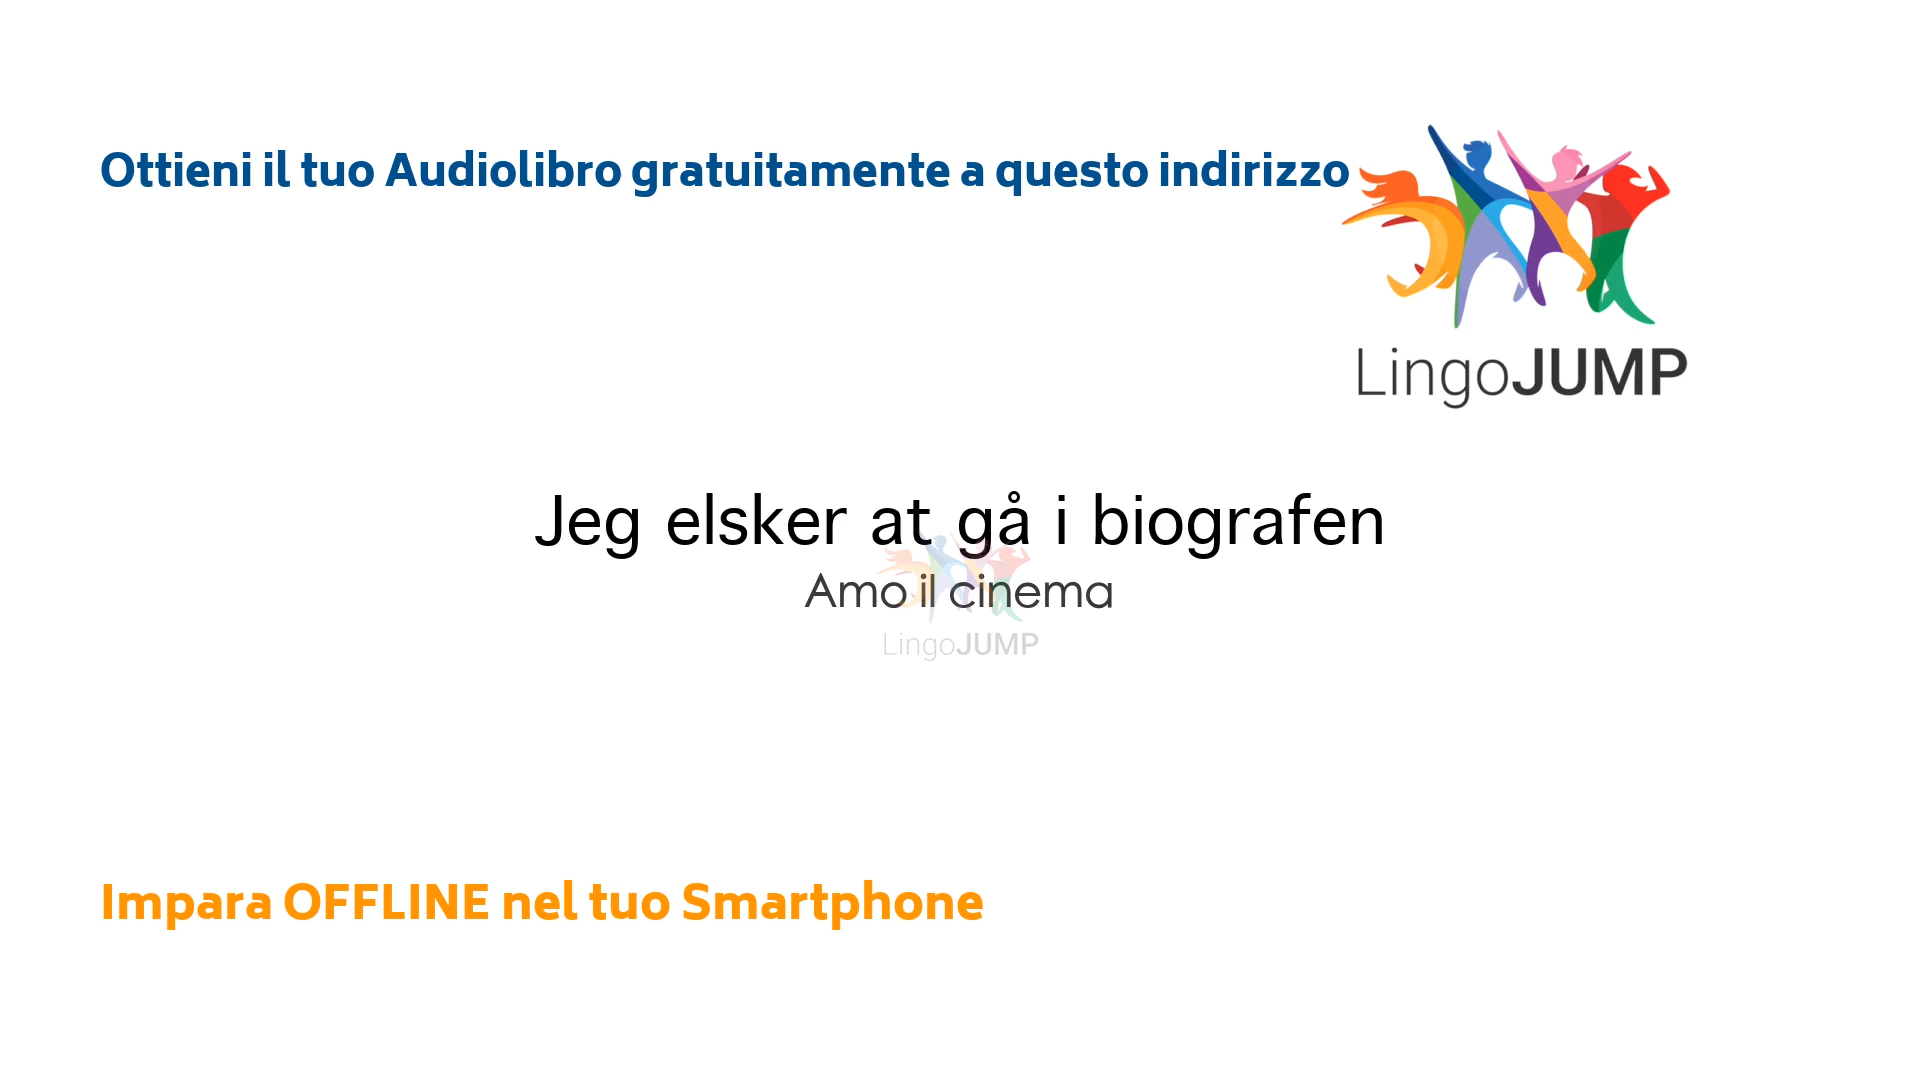 Ottieni il tuo Audiolibro gratuitamente a questo indirizzo
LingoJUMP
Jeg elsker at gå i biografen
Amo il cinema
LingoJUMP
Impara OFFLINE nel tuo Smartphone